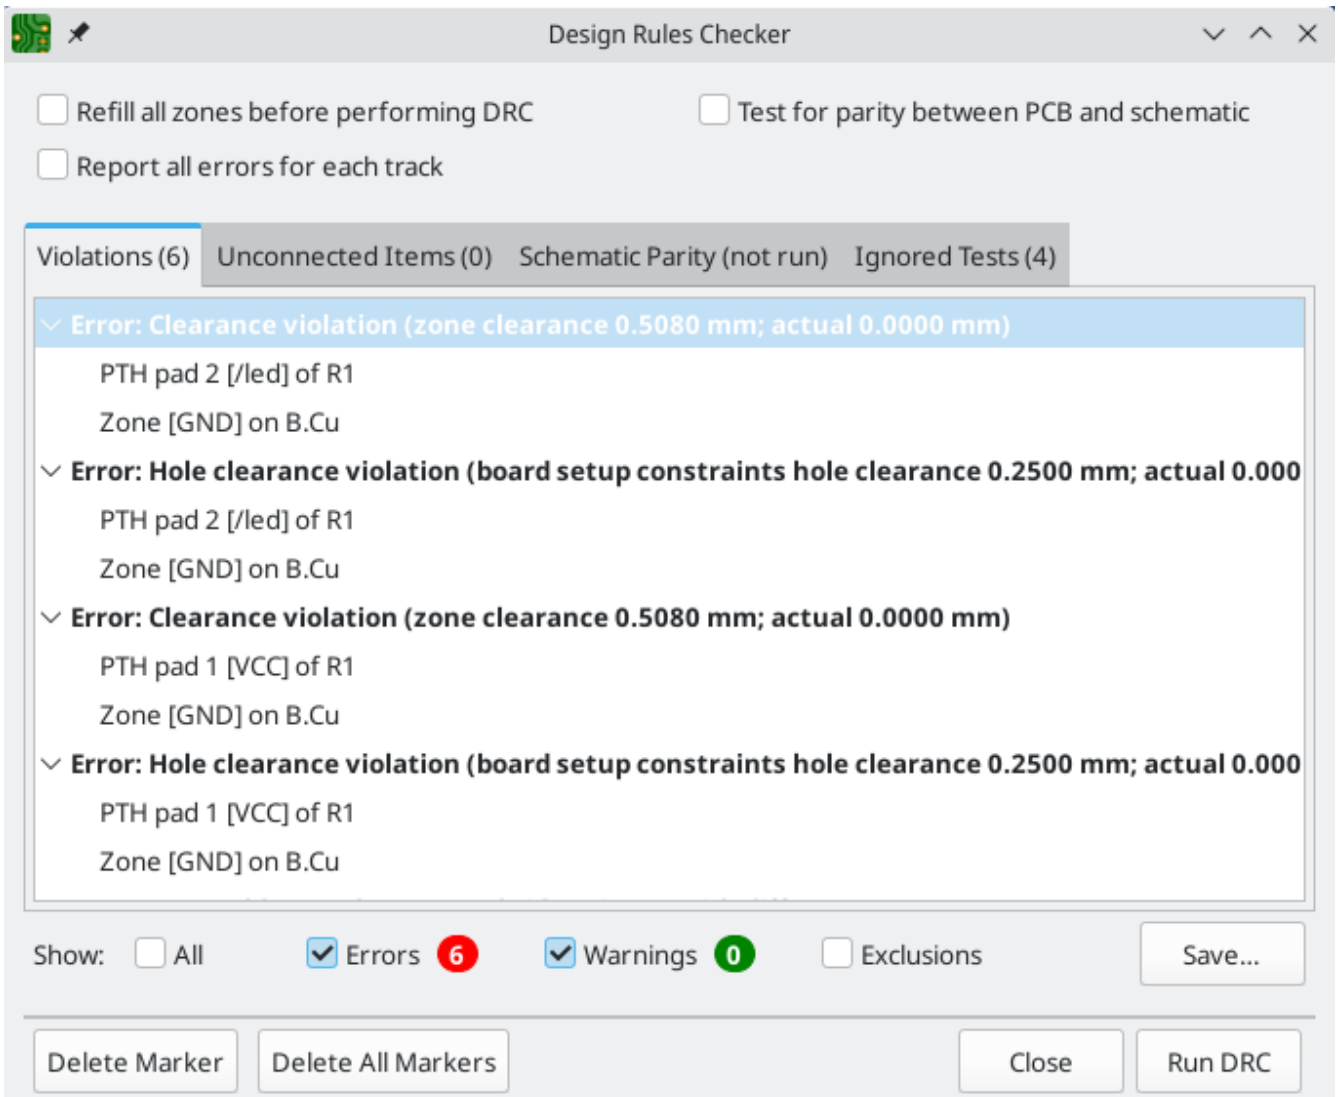 Design Rules Checker
Refill all zones before performing DRC
Test for parity between PCB and schematic
Report all errors for each track
Violations (6) Unconnected Items (0) Schematic Parity (not run) Ignored Tests (4)
Error: Clearance violation (zone clearance 0.5080 mm; actual 0.0000 mm)
PTH pad 2 [/led] of R1
Zone [GND] on B.Cu
Error: Hole clearance violation (board setup constraints hole clearance 0.2500 mm; actual 0.000
PTH pad 2 [/led] of R1
Zone [GND] on B.Cu
Error: Clearance violation (zone clearance 0.5080 mm; actual 0.0000 mm)
PTH pad 1 [VCC] of R1
Zone [GND] on B.Cu
Error: Hole clearance violation (board setup constraints hole clearance 0.2500 mm; actual 0.000
PTH pad 1 [VCC] of R1
Zone [GND] on B.Cu
Show: All Errors 6 Warnings 0 Exclusions Save...
Delete Marker Delete All Markers Close Run DRC